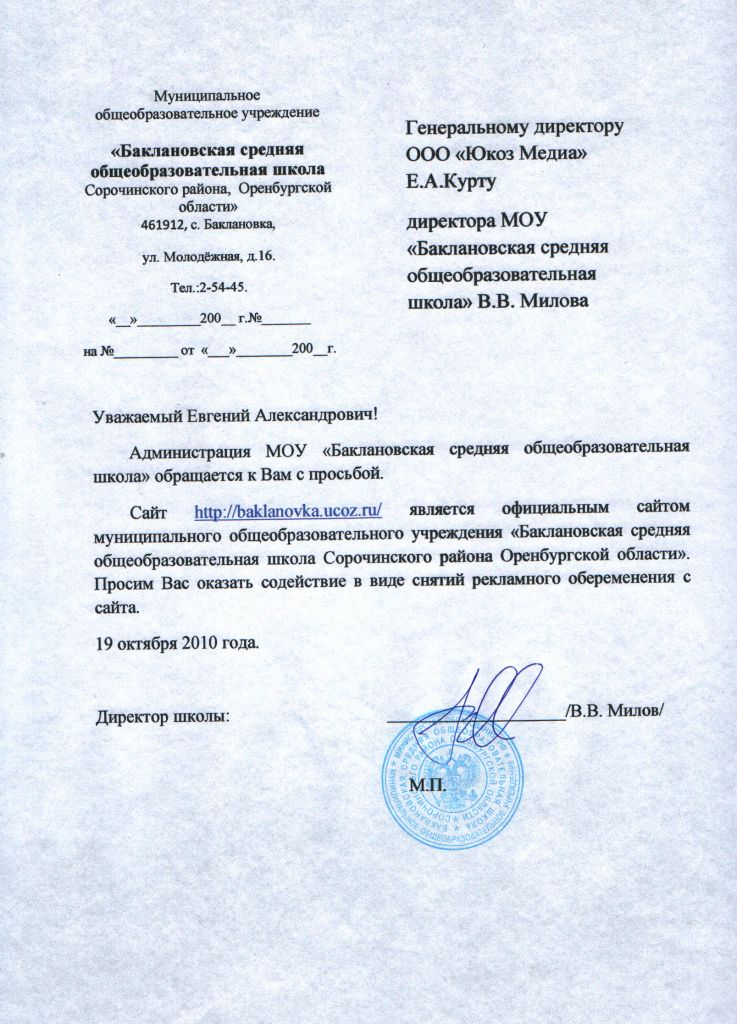 Муниципальное
общеобразовательное учреждение
«Баклановская средняя
общеобразовательная школа
Сорочинского района, Оренбургской
области»
461912, с. Баклановка,
ул. Молодёжная, д.16.
Тел.:2-54-45.
«__»_________200__ г.№_______
на №_________ от «___»________200__г.
Генеральному директору
ООО «Юкоз Медиа»
Е.А.Курту
директора МОУ
«Баклановская средняя
общеобразовательная
школа» В.В. Милова
Уважаемый Евгений Александрович!
Администрация МОУ «Баклановская средняя общеобразовательная
школа» обращается к Вам с просьбой.
Сайт http://baklanovka.ucoz.ru/ является официальным сайтом
муниципального общеобразовательного учреждения «Баклановская средняя
общеобразовательная школа Сорочинского района Оренбургской области».
Просим Вас оказать содействие в виде снятий рекламного обеременения с
сайта.
19 октября 2010 года.
Директор школы: ____________________/В.В. Милов/
М.П.